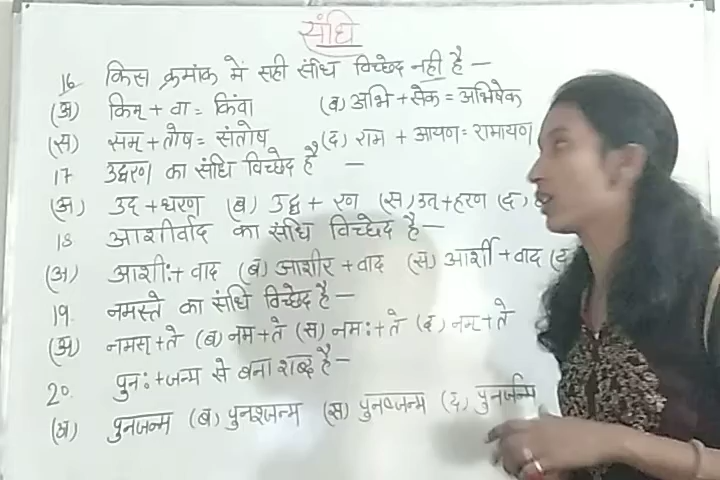 संधि
16 किस क्रमांक में सही संधि विच्छेद नही है –
(अ) किम् + वा = किंवा (ब) अभि + सेक = अभिषेक
(स) सम् + तोष = संतोष (द) राम + आयण = रामायण
17 उद्धरण का संधि विच्छेद है –
(अ) उद् + धरण (ब) उद्ध + रण (स) उत् + हरण (द)
18 आशीर्वाद का संधि विच्छेद है –
(अ) आशीः + वाद (ब) आशीर + वाद (स) आर्शी + वाद (द
19. नमस्ते का संधि विच्छेद है –
(अ) नमस् + ते (ब) नम + ते (स) नमः + ते (द) नम् + ते
20. पुनः + जन्म से बना शब्द है –
(अ) पुनजन्म (ब) पुनश्जन्म (स) पुनष्जन्म (द) पुनर्जन्म